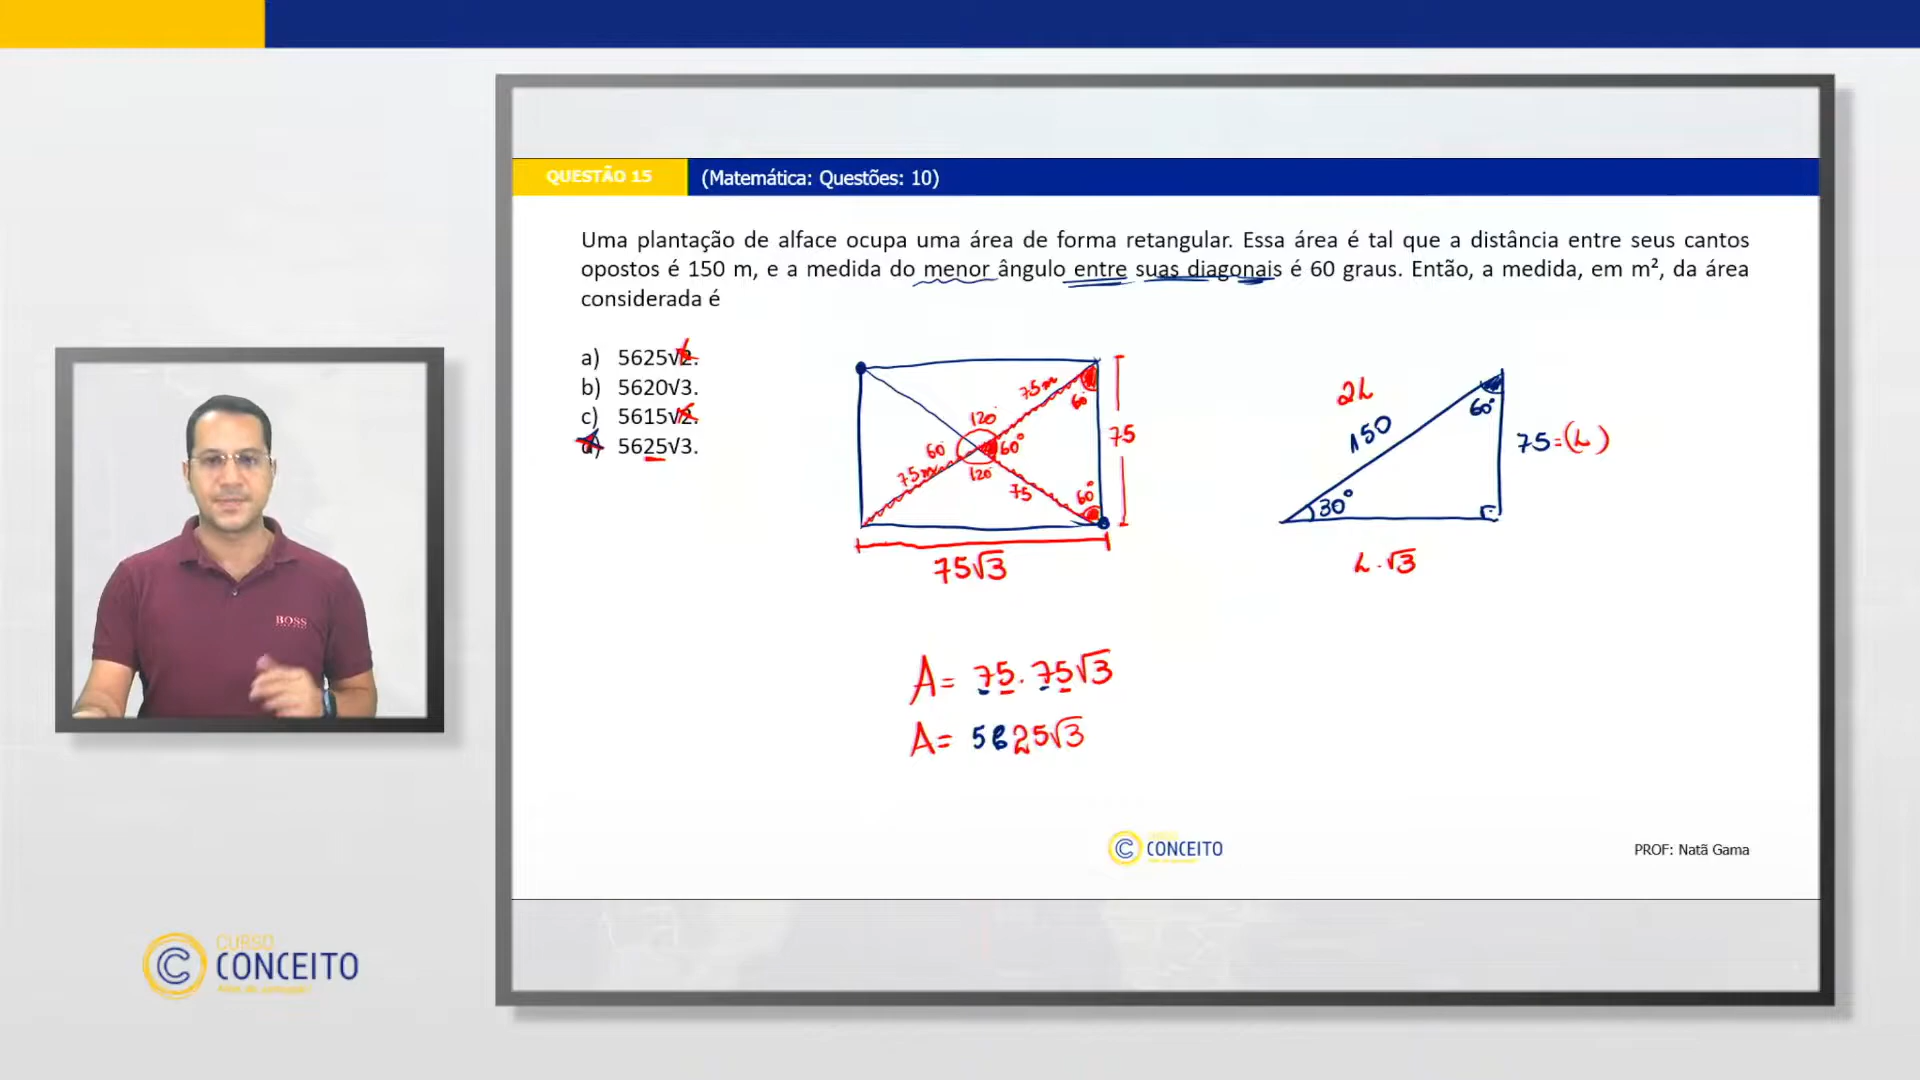 QUESTÃO 15
(Matemática: Questões: 10)
Uma plantação de alface ocupa uma área de forma retangular. Essa área é tal que a distância entre seus cantos
opostos é 150 m, e a medida do menor ângulo entre suas diagonais é 60 graus. Então, a medida, em m², da área
considerada é
a) 5625√2.
b) 5620√3.
c) 5615√2.
d) 5625√3.
75m
60°
120°
60°
60°
120°
75m
75
60°
75
75√3
2L
150
60°
75=(L)
30°
L.√3
A= 75.75√3
A= 5625√3
BOSS
CURSO
CONCEITO
CONCEITO
PROF: Natã Gama